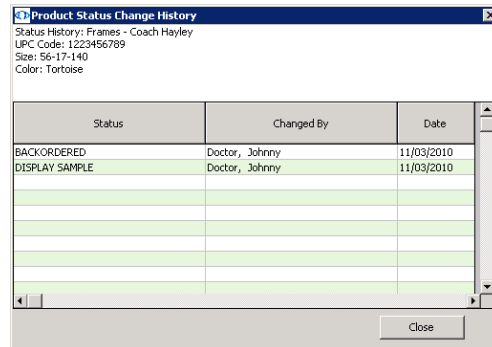 Product Status Change History
Status History: Frames - Coach Hayley
UPC Code: 1223456789
Size: 56-17-140
Color: Tortoise
Status Changed By Date
BACKORDERED Doctor, Johnny 11/03/2010
DISPLAY SAMPLE Doctor, Johnny 11/03/2010
Close